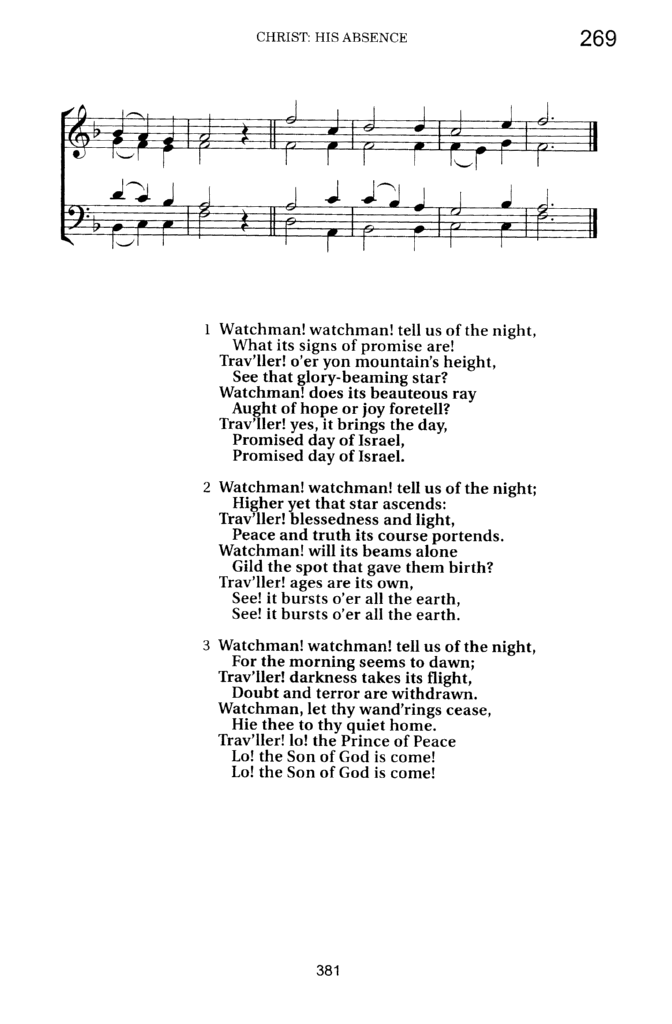 CHRIST: HIS ABSENCE
269
1 Watchman! watchman! tell us of the night,
What its signs of promise are!
Trav'ller! o'er yon mountain's height,
See that glory-beaming star?
Watchman! does its beauteous ray
Aught of hope or joy foretell?
Trav'ller! yes, it brings the day,
Promised day of Israel,
Promised day of Israel.
2 Watchman! watchman! tell us of the night;
Higher yet that star ascends:
Trav'ller! blessedness and light,
Peace and truth its course portends.
Watchman! will its beams alone
Gild the spot that gave them birth?
Trav'ller! ages are its own,
See! it bursts o'er all the earth,
See! it bursts o'er all the earth.
3 Watchman! watchman! tell us of the night,
For the morning seems to dawn;
Trav'ller! darkness takes its flight,
Doubt and terror are withdrawn.
Watchman, let thy wand'rings cease,
Hie thee to thy quiet home.
Trav'ller! lo! the Prince of Peace
Lo! the Son of God is come!
Lo! the Son of God is come!
381